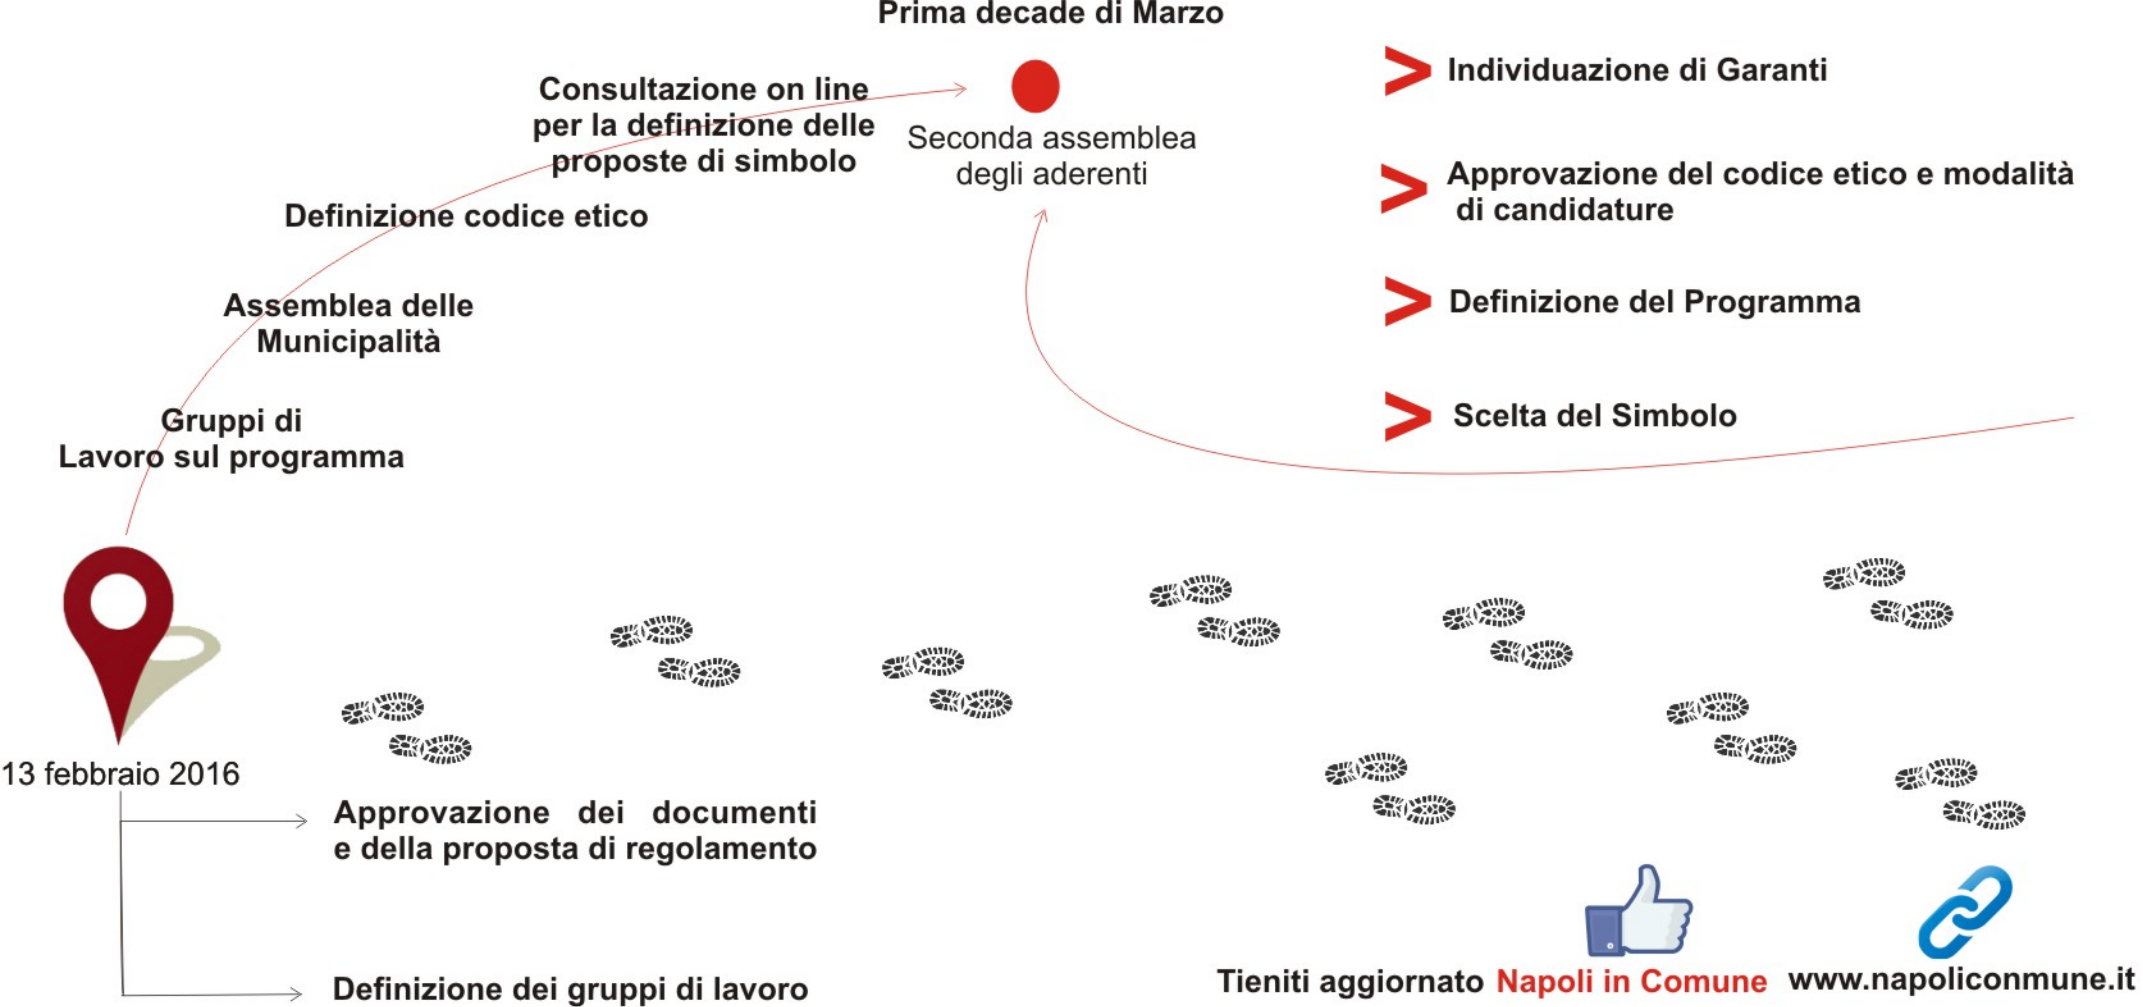 Prima decade di Marzo
Consultazione on line
per la definizione delle
proposte di simbolo
Seconda assemblea
degli aderenti
Definizione codice etico
Assemblea delle
Municipalità
Gruppi di
Lavoro sul programma
> Individuazione di Garanti
> Approvazione del codice etico e modalità
di candidature
> Definizione del Programma
> Scelta del Simbolo
13 febbraio 2016
Approvazione dei documenti
e della proposta di regolamento
Definizione dei gruppi di lavoro
Tieniti aggiornato Napoli in Comune www.napoliconmune.it